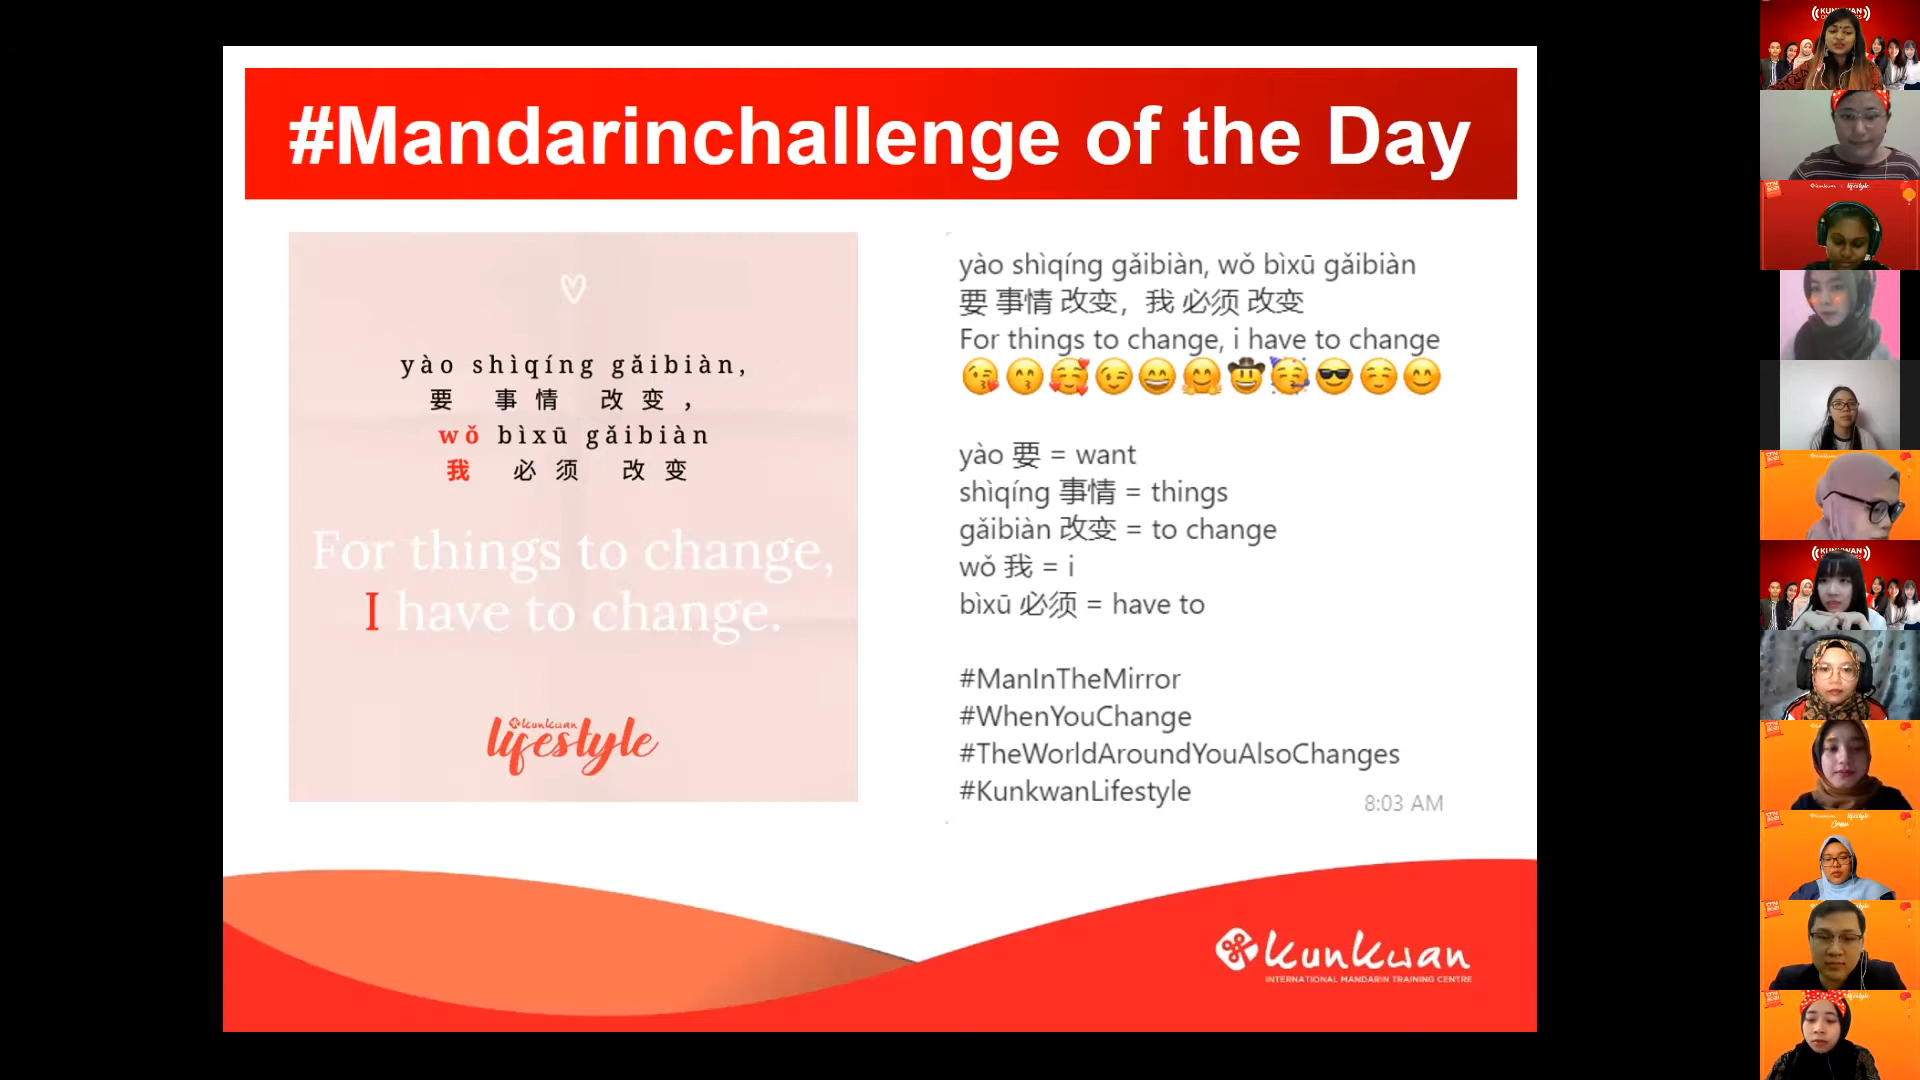 #Mandarinchallenge of the Day
yào shìqíng gǎibiàn,
要 事情 改变，
wǒ bìxū gǎibiàn
我 必须 改变
For things to change,
I have to change.
kunkwan
lifestyle
yào shìqíng gǎibiàn, wǒ bìxū gǎibiàn
要 事情 改变，我 必须 改变
For things to change, i have to change
😘😙🥰😉😄🤗🤠🥳😎☺️😊
yào 要 = want
shìqíng 事情 = things
gǎibiàn 改变 = to change
wǒ 我 = i
bìxū 必须 = have to
#ManInTheMirror
#WhenYouChange
#TheWorldAroundYouAlsoChanges
#KunkwanLifestyle
8:03 AM
kunkwan
INTERNATIONAL MANDARIN TRAINING CENTRE